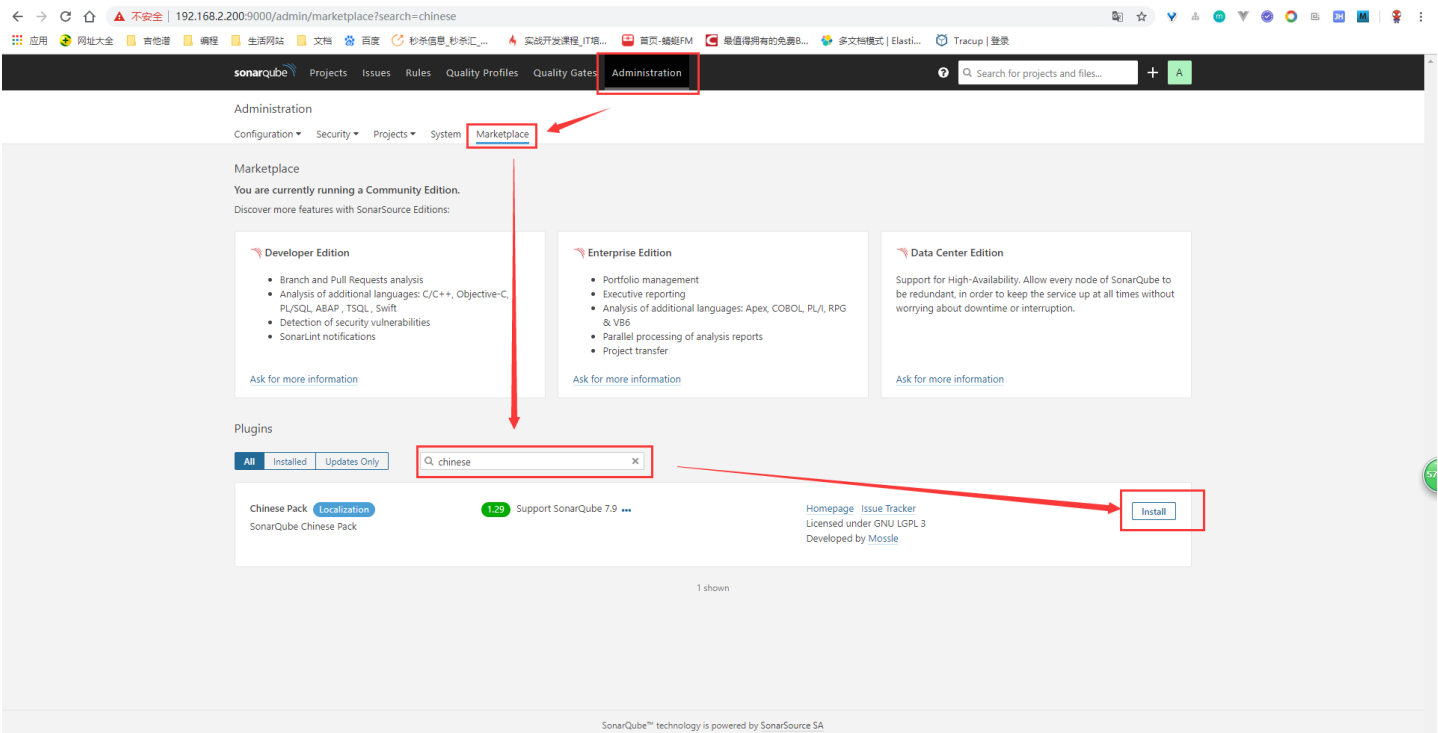 不安全 | 192.168.2.200:9000/admin/marketplace?search=chinese
应用 网址大全 吉他谱 编程 生活网站 文档 百度 秒杀信息_秒杀汇_... 实战开发课程_IT培... 首页-蜻蜓FM 最值得拥有的免费B... 多文档模式 | Elasti... Tracup | 登录
sonarqube Projects Issues Rules Quality Profiles Quality Gates Administration ? Search for projects and files... + A
Administration
Configuration Security Projects System Marketplace
Marketplace
You are currently running a Community Edition.
Discover more features with SonarSource Editions:
Developer Edition
Branch and Pull Requests analysis
Analysis of additional languages: C/C++, Objective-C,
PL/SQL, ABAP , TSQL , Swift
Detection of security vulnerabilities
SonarLint notifications
Ask for more information
Enterprise Edition
Portfolio management
Executive reporting
Analysis of additional languages: Apex, COBOL, PL/I, RPG
& VB6
Parallel processing of analysis reports
Project transfer
Ask for more information
Data Center Edition
Support for High-Availability. Allow every node of SonarQube to
be redundant, in order to keep the service up at all times without
worrying about downtime or interruption.
Ask for more information
Plugins
All Installed Updates Only chinese
Chinese Pack Localization
SonarQube Chinese Pack
1.29 Support SonarQube 7.9 ...
Homepage Issue Tracker
Licensed under GNU LGPL 3
Developed by Mossle
Install
57
1 shown
SonarQube™ technology is powered by SonarSource SA